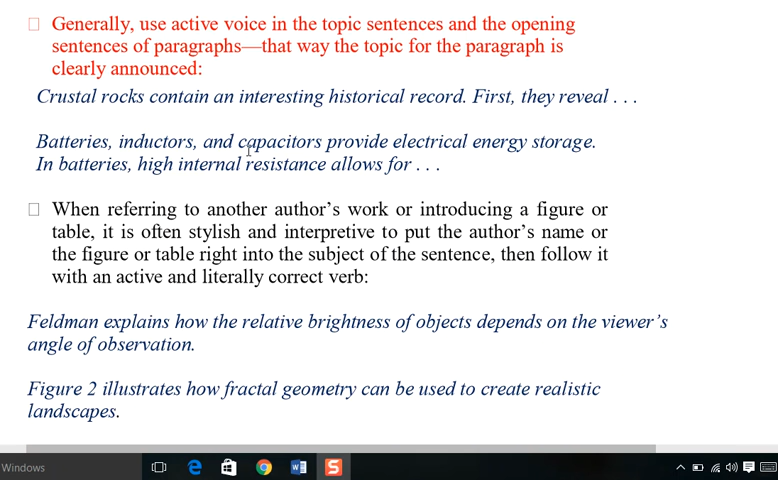 Generally, use active voice in the topic sentences and the opening
sentences of paragraphs—that way the topic for the paragraph is
clearly announced:
Crustal rocks contain an interesting historical record. First, they reveal . . .
Batteries, inductors, and capacitors provide electrical energy storage.
In batteries, high internal resistance allows for . . .
When referring to another author's work or introducing a figure or
table, it is often stylish and interpretive to put the author's name or
the figure or table right into the subject of the sentence, then follow it
with an active and literally correct verb:
Feldman explains how the relative brightness of objects depends on the viewer's
angle of observation.
Figure 2 illustrates how fractal geometry can be used to create realistic
landscapes.
Windows